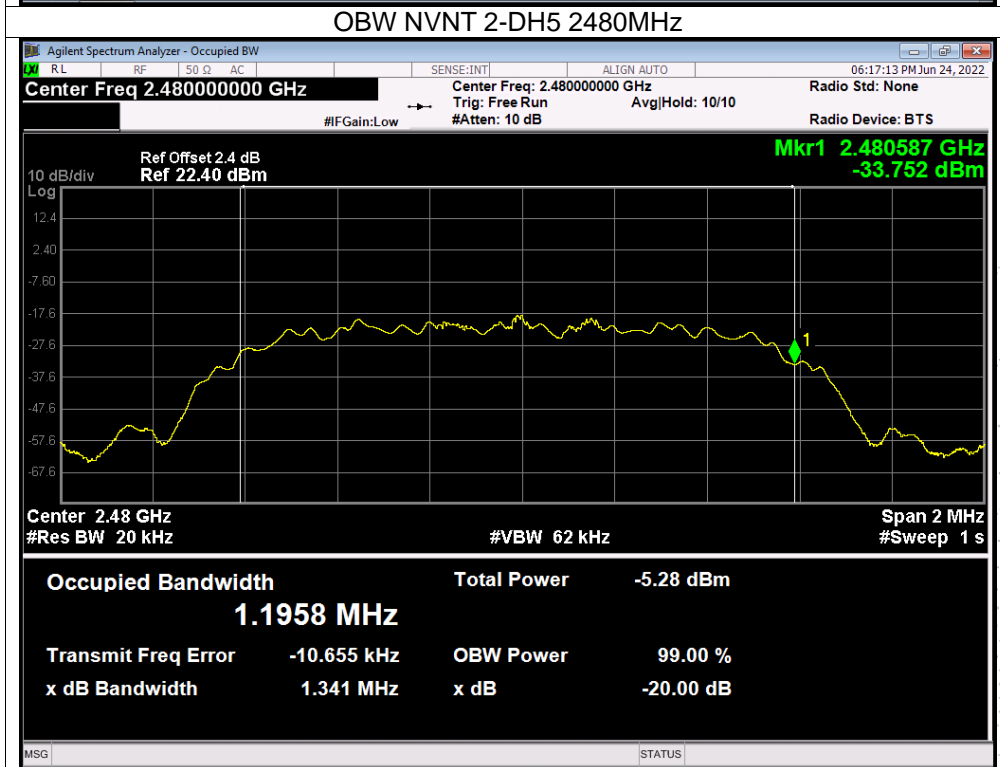 OBW NVNT 2-DH5 2480MHz
Agilent Spectrum Analyzer - Occupied BW
LXI RL RF 50 Ω AC SENSE:INT ALIGN AUTO 06:17:13 PM Jun 24, 2022
Center Freq 2.480000000 GHz Center Freq: 2.480000000 GHz Radio Std: None
Trig: Free Run Avg|Hold: 10/10
#IFGain:Low #Atten: 10 dB Radio Device: BTS
Mkr1 2.480587 GHz
-33.752 dBm
Ref Offset 2.4 dB
10 dB/div Ref 22.40 dBm
Log
12.4
2.40
-7.60
-17.6
1
-27.6
-37.6
-47.6
-57.6
-67.6
Center 2.48 GHz Span 2 MHz
#Res BW 20 kHz #VBW 62 kHz #Sweep 1 s
Occupied Bandwidth Total Power -5.28 dBm
1.1958 MHz
Transmit Freq Error -10.655 kHz OBW Power 99.00 %
x dB Bandwidth 1.341 MHz x dB -20.00 dB
MSG STATUS